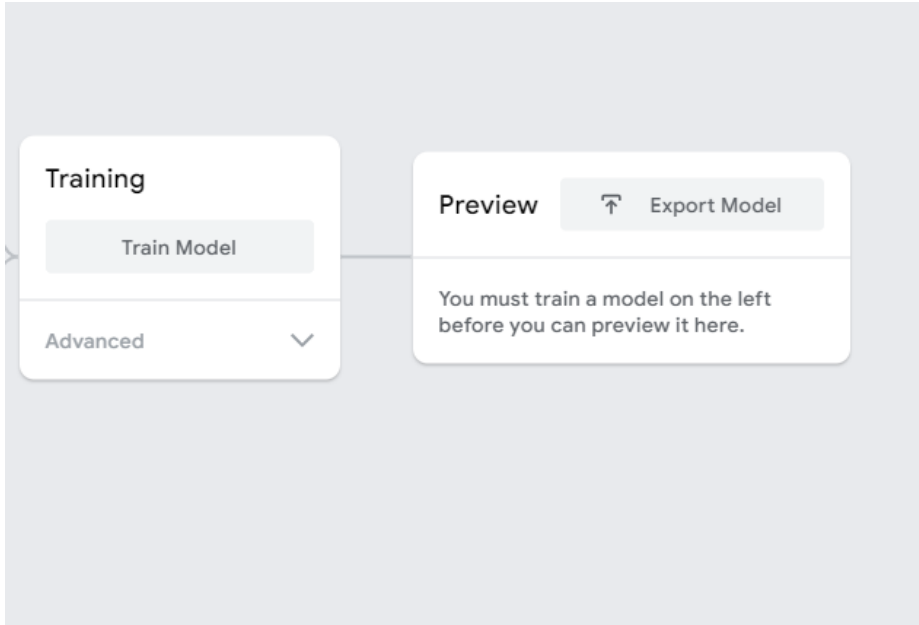 Training
Train Model
Advanced
Preview
Export Model
You must train a model on the left
before you can preview it here.